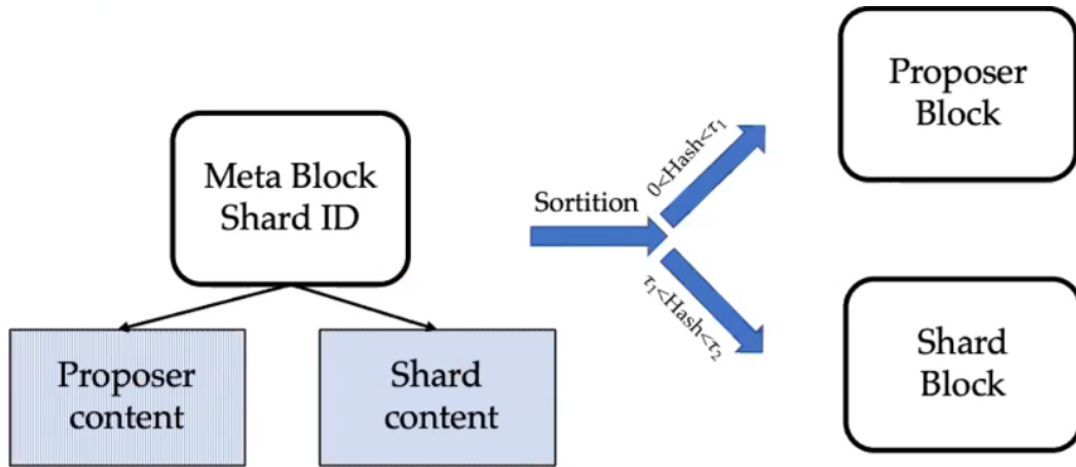 Meta Block
Shard ID
Proposer
content
Shard
content
Sortition
0<Hash<τ₁
τ₁<Hash<τ₂
Proposer
Block
Shard
Block